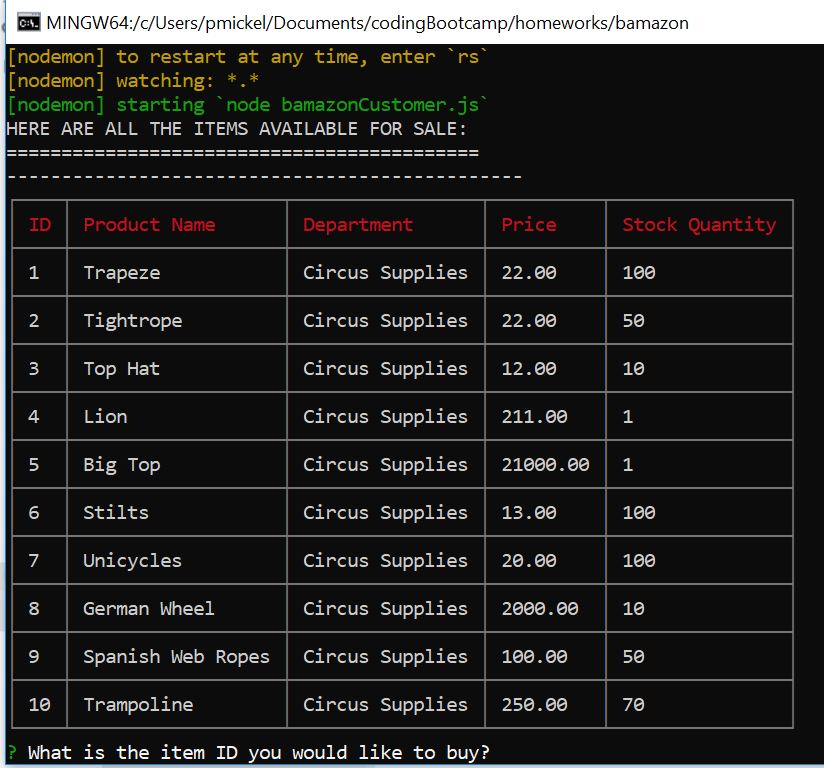 MINGW64:/c/Users/pmickel/Documents/codingBootcamp/homeworks/bamazon
[nodemon] to restart at any time, enter `rs`
[nodemon] watching: *.*
[nodemon] starting `node bamazonCustomer.js`
HERE ARE ALL THE ITEMS AVAILABLE FOR SALE:
===========================================
-----------------------------------------------
ID Product Name Department Price Stock Quantity
1 Trapeze Circus Supplies 22.00 100
2 Tightrope Circus Supplies 22.00 50
3 Top Hat Circus Supplies 12.00 10
4 Lion Circus Supplies 211.00 1
5 Big Top Circus Supplies 21000.00 1
6 Stilts Circus Supplies 13.00 100
7 Unicycles Circus Supplies 20.00 100
8 German Wheel Circus Supplies 2000.00 10
9 Spanish Web Ropes Circus Supplies 100.00 50
10 Trampoline Circus Supplies 250.00 70
? What is the item ID you would like to buy?